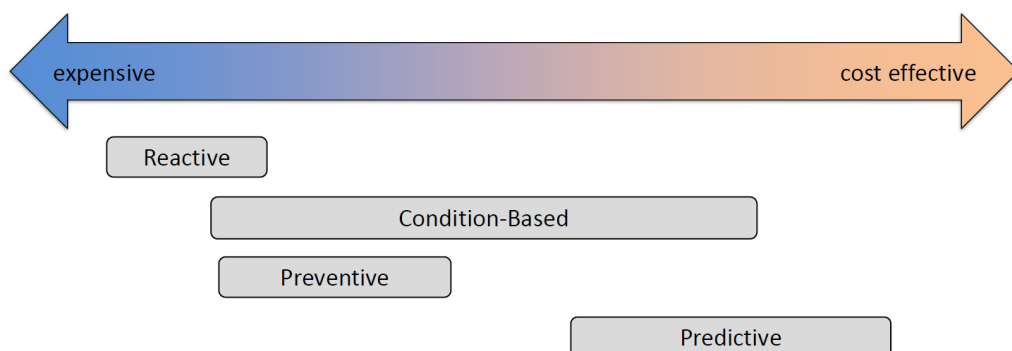 expensive
cost effective
Reactive
Condition-Based
Preventive
Predictive